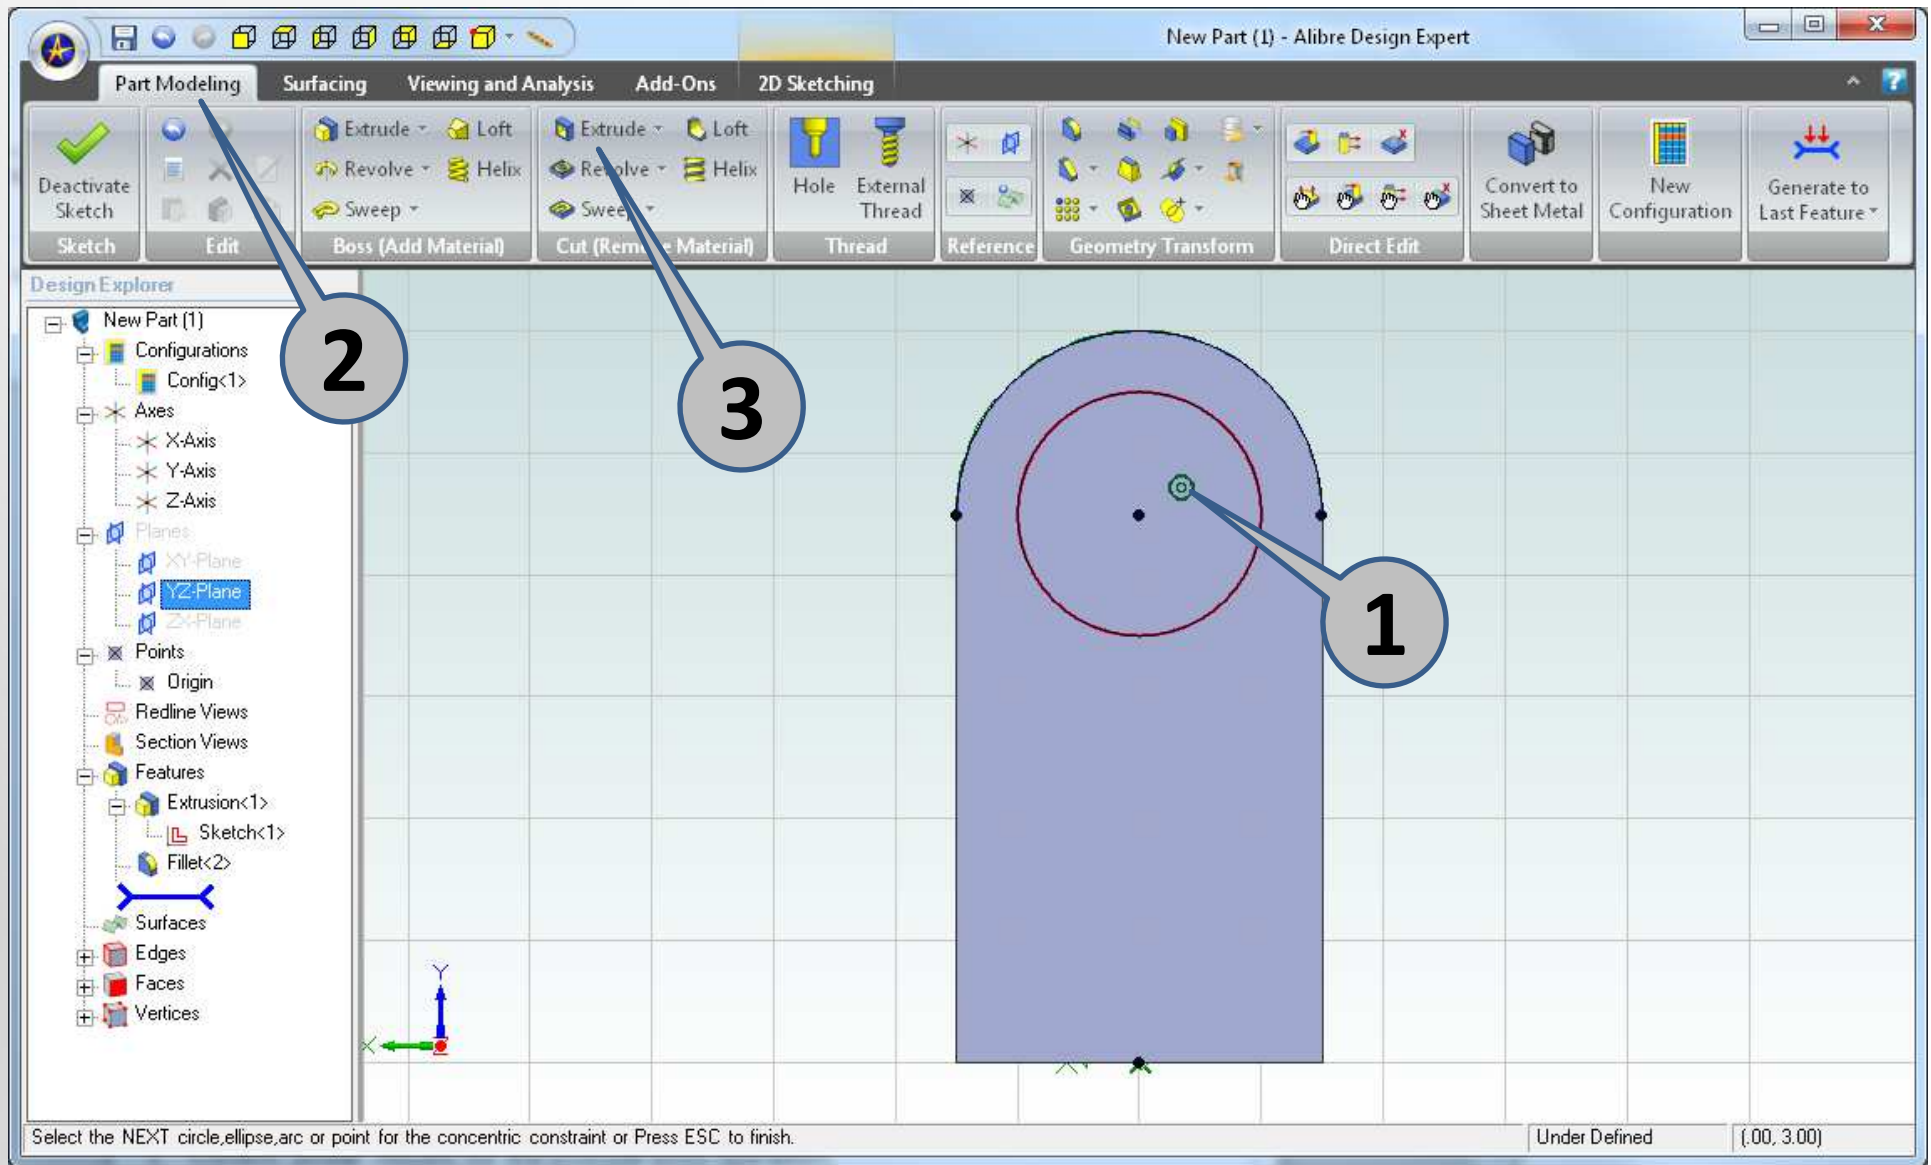 New Part (1) - Alibre Design Expert
Part Modeling Surfacing Viewing and Analysis Add-Ons 2D Sketching
Deactivate Sketch
Sketch
Edit
Extrude Loft
Revolve Helix
Sweep
Boss (Add Material)
Extrude Loft
Revolve Helix
Sweep
Cut (Remove Material)
Hole
External Thread
Thread
Reference
Geometry Transform
Direct Edit
Convert to Sheet Metal
New Configuration
Generate to Last Feature
Design Explorer
New Part (1)
Configurations
Config<1>
Axes
X-Axis
Y-Axis
Z-Axis
Planes
XY-Plane
YZ-Plane
ZX-Plane
Points
Origin
Redline Views
Section Views
Features
Extrusion<1>
Sketch<1>
Fillet<2>
Surfaces
Edges
Faces
Vertices
2
3
1
Y
X
Z
Select the NEXT circle,ellipse,arc or point for the concentric constraint or Press ESC to finish.
Under Defined
(.00, 3.00)